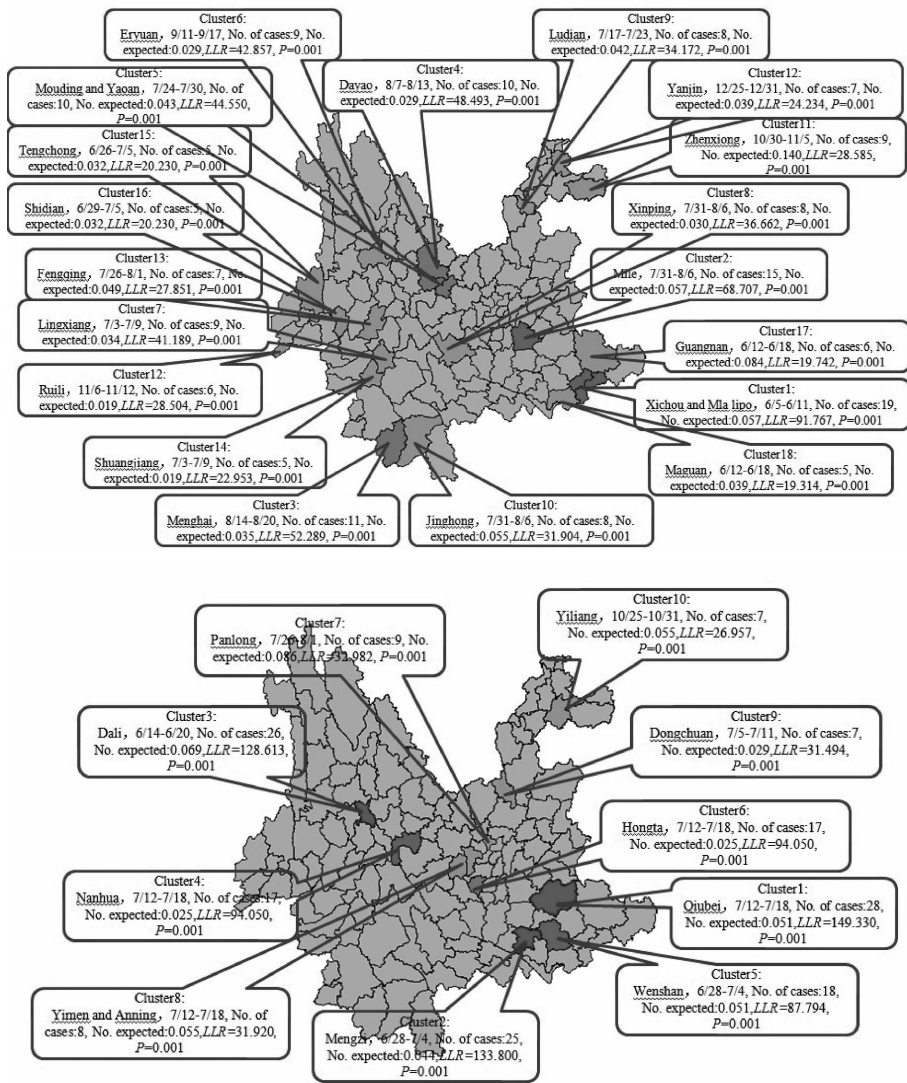 Cluster6:
Eryuan， 9/11-9/17, No. of cases:9, No.
expected:0.029,LLR=42.857, P=0.001
Cluster9:
Ludian， 7/17-7/23, No. of cases:8, No.
expected:0.042,LLR=34.172, P=0.001
Cluster5:
Mouding and Yaoan， 7/24-7/30, No. of
cases:10, No. expected:0.043,LLR=44.550,
P=0.001
Cluster4:
Dayao， 8/7-8/13, No. of cases:10, No.
expected:0.029,LLR=48.493, P=0.001
Cluster12:
Yanjin， 12/25-12/31, No. of cases:7, No.
expected:0.039,LLR=24.234, P=0.001
Cluster11:
Zhenxiong， 10/30-11/5, No. of cases:9,
No. expected:0.140,LLR=28.585,
P=0.001
Cluster15:
Tengchong， 6/26-7/5, No. of cases:5, No.
expected:0.032,LLR=20.230, P=0.001
Cluster8:
Xinping， 7/31-8/6, No. of cases:8, No.
expected:0.030,LLR=36.662, P=0.001
Cluster16:
Shidian， 6/29-7/5, No. of cases:5, No.
expected:0.032,LLR=20.230, P=0.001
Cluster2:
7/31-8/6, No. of cases:15, No.
expected:0.057,LLR=68.707, P=0.001
Cluster13:
Fengqing， 7/26-8/1, No. of cases:7, No.
expected:0.049,LLR=27.851, P=0.001
Cluster7:
Lingxiang， 7/3-7/9, No. of cases:9, No.
expected:0.034,LLR=41.189, P=0.001
Cluster17:
Guangnan， 6/12-6/18, No. of cases:6, No.
expected:0.084,LLR=19.742, P=0.001
Cluster12:
Ruili， 11/6-11/12, No. of cases:6, No.
expected:0.019,LLR=28.504, P=0.001
Cluster1:
Xichou and Mla lipo， 6/5-6/11, No. of cases:19,
No. expected:0.057,LLR=91.767, P=0.001
Cluster14:
Shuangjiang， 7/3-7/9, No. of cases:5, No.
expected:0.019,LLR=22.953, P=0.001
Cluster18:
Maguan， 6/12-6/18, No. of cases:5, No.
expected:0.039,LLR=19.314, P=0.001
Cluster3:
Menghai， 8/14-8/20, No. of cases:11, No.
expected:0.035,LLR=52.289, P=0.001
Cluster10:
Jinghong， 7/31-8/6, No. of cases:8, No.
expected:0.055,LLR=31.904, P=0.001
Cluster7:
Panlong， 7/26-8/1, No. of cases:9, No.
expected:0.086,LLR=32.982, P=0.001
Cluster10:
Yiliang， 10/25-10/31, No. of cases:7,
No. expected:0.055,LLR=26.957,
P=0.001
Cluster3:
Dali， 6/14-6/20, No. of cases:26,
No. expected:0.069,LLR=128.613,
P=0.001
Cluster9:
Dongchuan， 7/5-7/11, No. of cases:7,
No. expected:0.029,LLR=31.494,
P=0.001
Cluster6:
Hongta， 7/12-7/18, No. of cases:17,
No. expected:0.025,LLR=94.050,
P=0.001
Cluster4:
Nanhua， 7/12-7/18, No. of cases:17,
No. expected:0.025,LLR=94.050,
P=0.001
Cluster1:
Qiubei， 7/12-7/18, No. of cases:28,
No. expected:0.051,LLR=149.330,
P=0.001
Cluster5:
Wenshan， 6/28-7/4, No. of cases:18,
No. expected:0.051,LLR=87.794,
P=0.001
Cluster8:
Yimen and Anning， 7/12-7/18, No. of
cases:8, No. expected:0.055,LLR=31.920,
P=0.001
Cluster2:
Mengzi， 6/28-7/4, No. of cases:25,
No. expected:0.044,LLR=133.800,
P=0.001